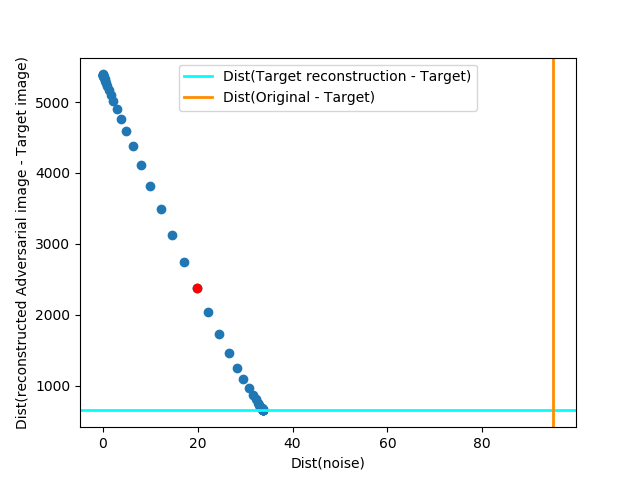 Dist(Target reconstruction - Target)
Dist(Original - Target)
Dist(reconstructed Adversarial image - Target image)
5000
4000
3000
2000
1000
0 20 40 60 80
Dist(noise)